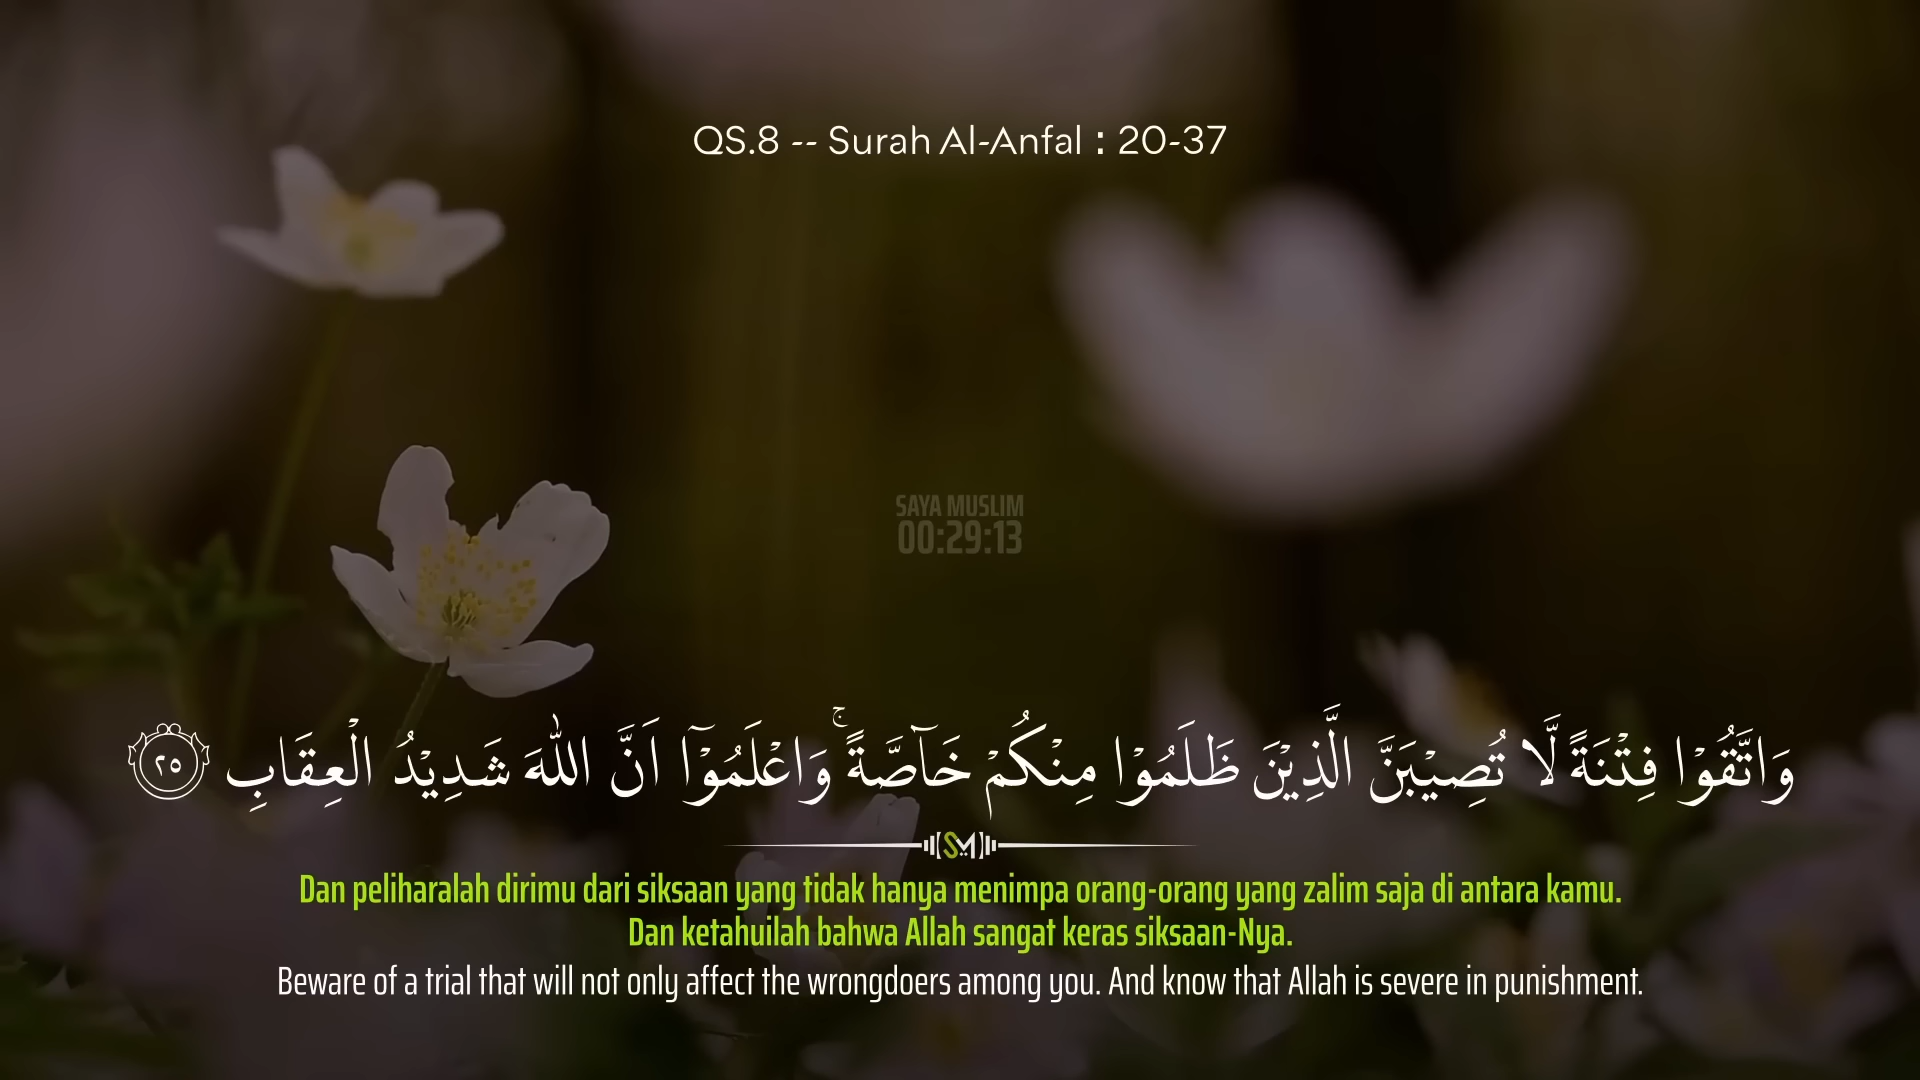 QS.8 -- Surah Al-Anfal : 20-37
SAYA MUSLIM
00:29:13
وَاتَّقُوْا فِتْنَةً لَّا تُصِيْبَنَّ الَّذِيْنَ ظَلَمُوْا مِنْكُمْ خَاۤصَّةً ۚ وَاعْلَمُوْٓا اَنَّ اللّٰهَ شَدِيْدُ الْعِقَابِ ٢٥
SM
Dan peliharalah dirimu dari siksaan yang tidak hanya menimpa orang-orang yang zalim saja di antara kamu.
Dan ketahuilah bahwa Allah sangat keras siksaan-Nya.
Beware of a trial that will not only affect the wrongdoers among you. And know that Allah is severe in punishment.